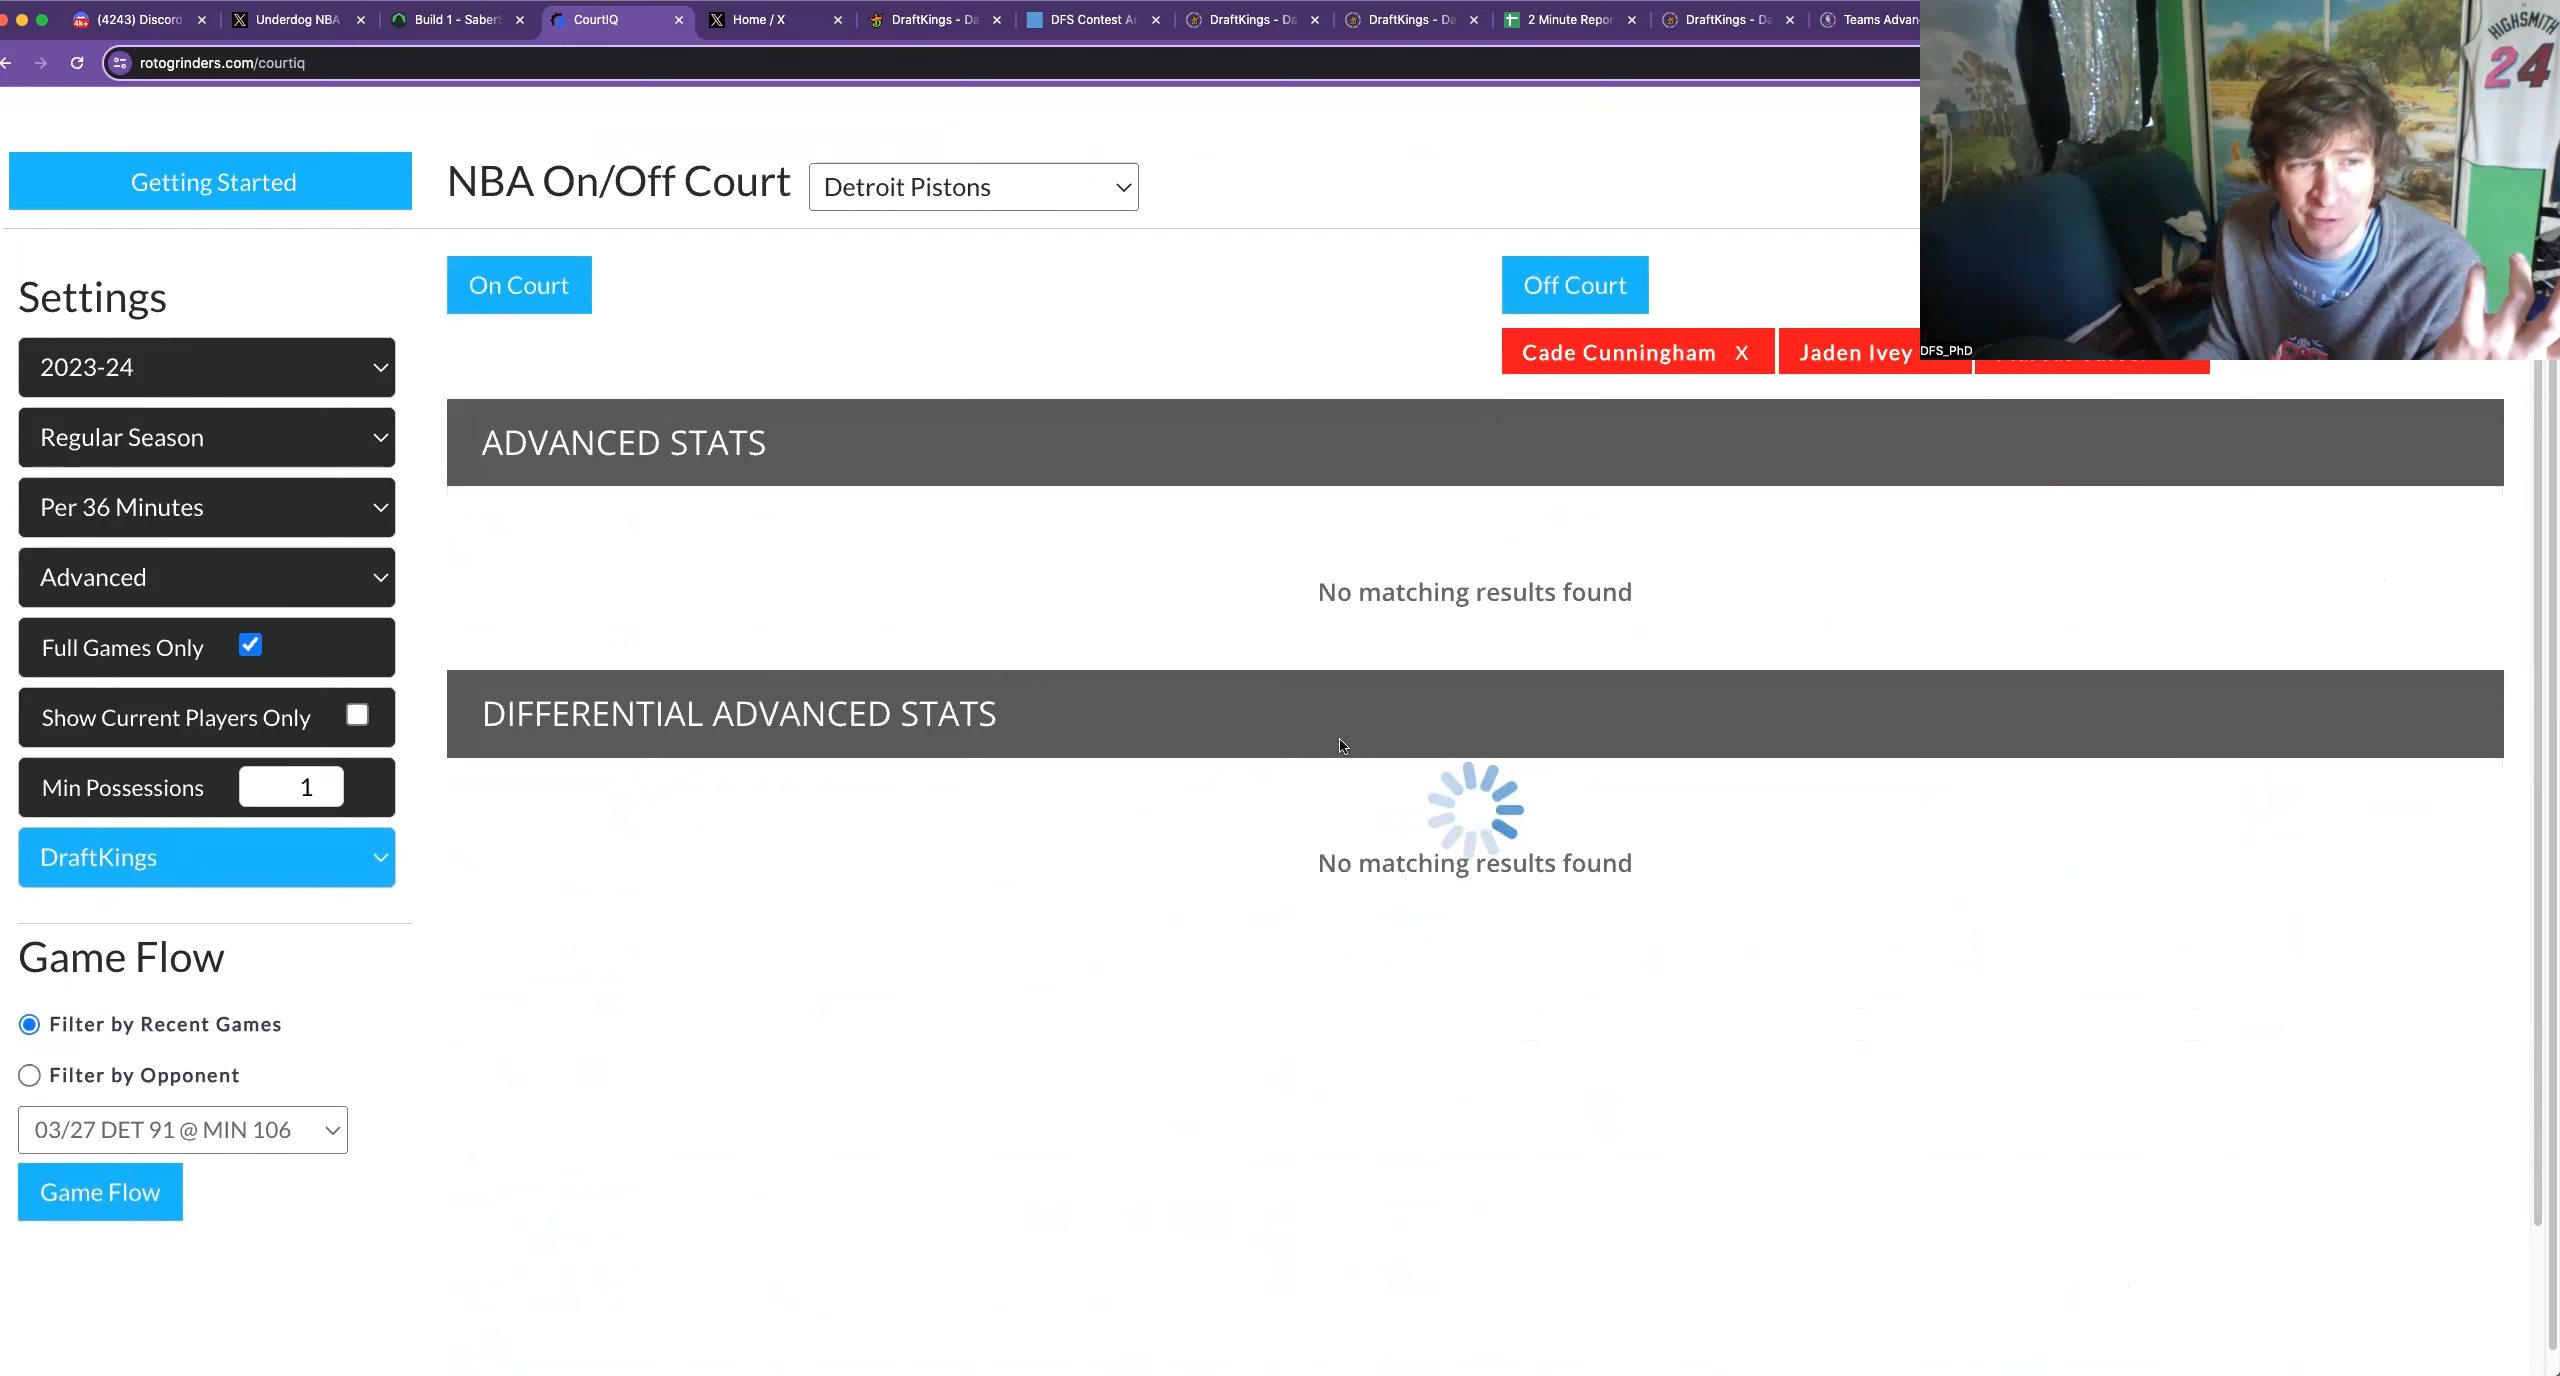 (4243) Discord
Underdog NBA
Build 1 - SaberS
CourtIQ
Home / X
DraftKings - Da
DFS Contest An
DraftKings - Da
DraftKings - Da
2 Minute Repor
DraftKings - Da
Teams Advan
rotogrinders.com/courtiq
HIGHSMITH
24
DFS_PhD
Getting Started
NBA On/Off Court
Detroit Pistons
Settings
2023-24
Regular Season
Per 36 Minutes
Advanced
Full Games Only
Show Current Players Only
Min Possessions 1
DraftKings
On Court
Off Court
Cade Cunningham X
Jaden Ivey
ADVANCED STATS
No matching results found
DIFFERENTIAL ADVANCED STATS
No matching results found
Game Flow
Filter by Recent Games
Filter by Opponent
03/27 DET 91 @ MIN 106
Game Flow